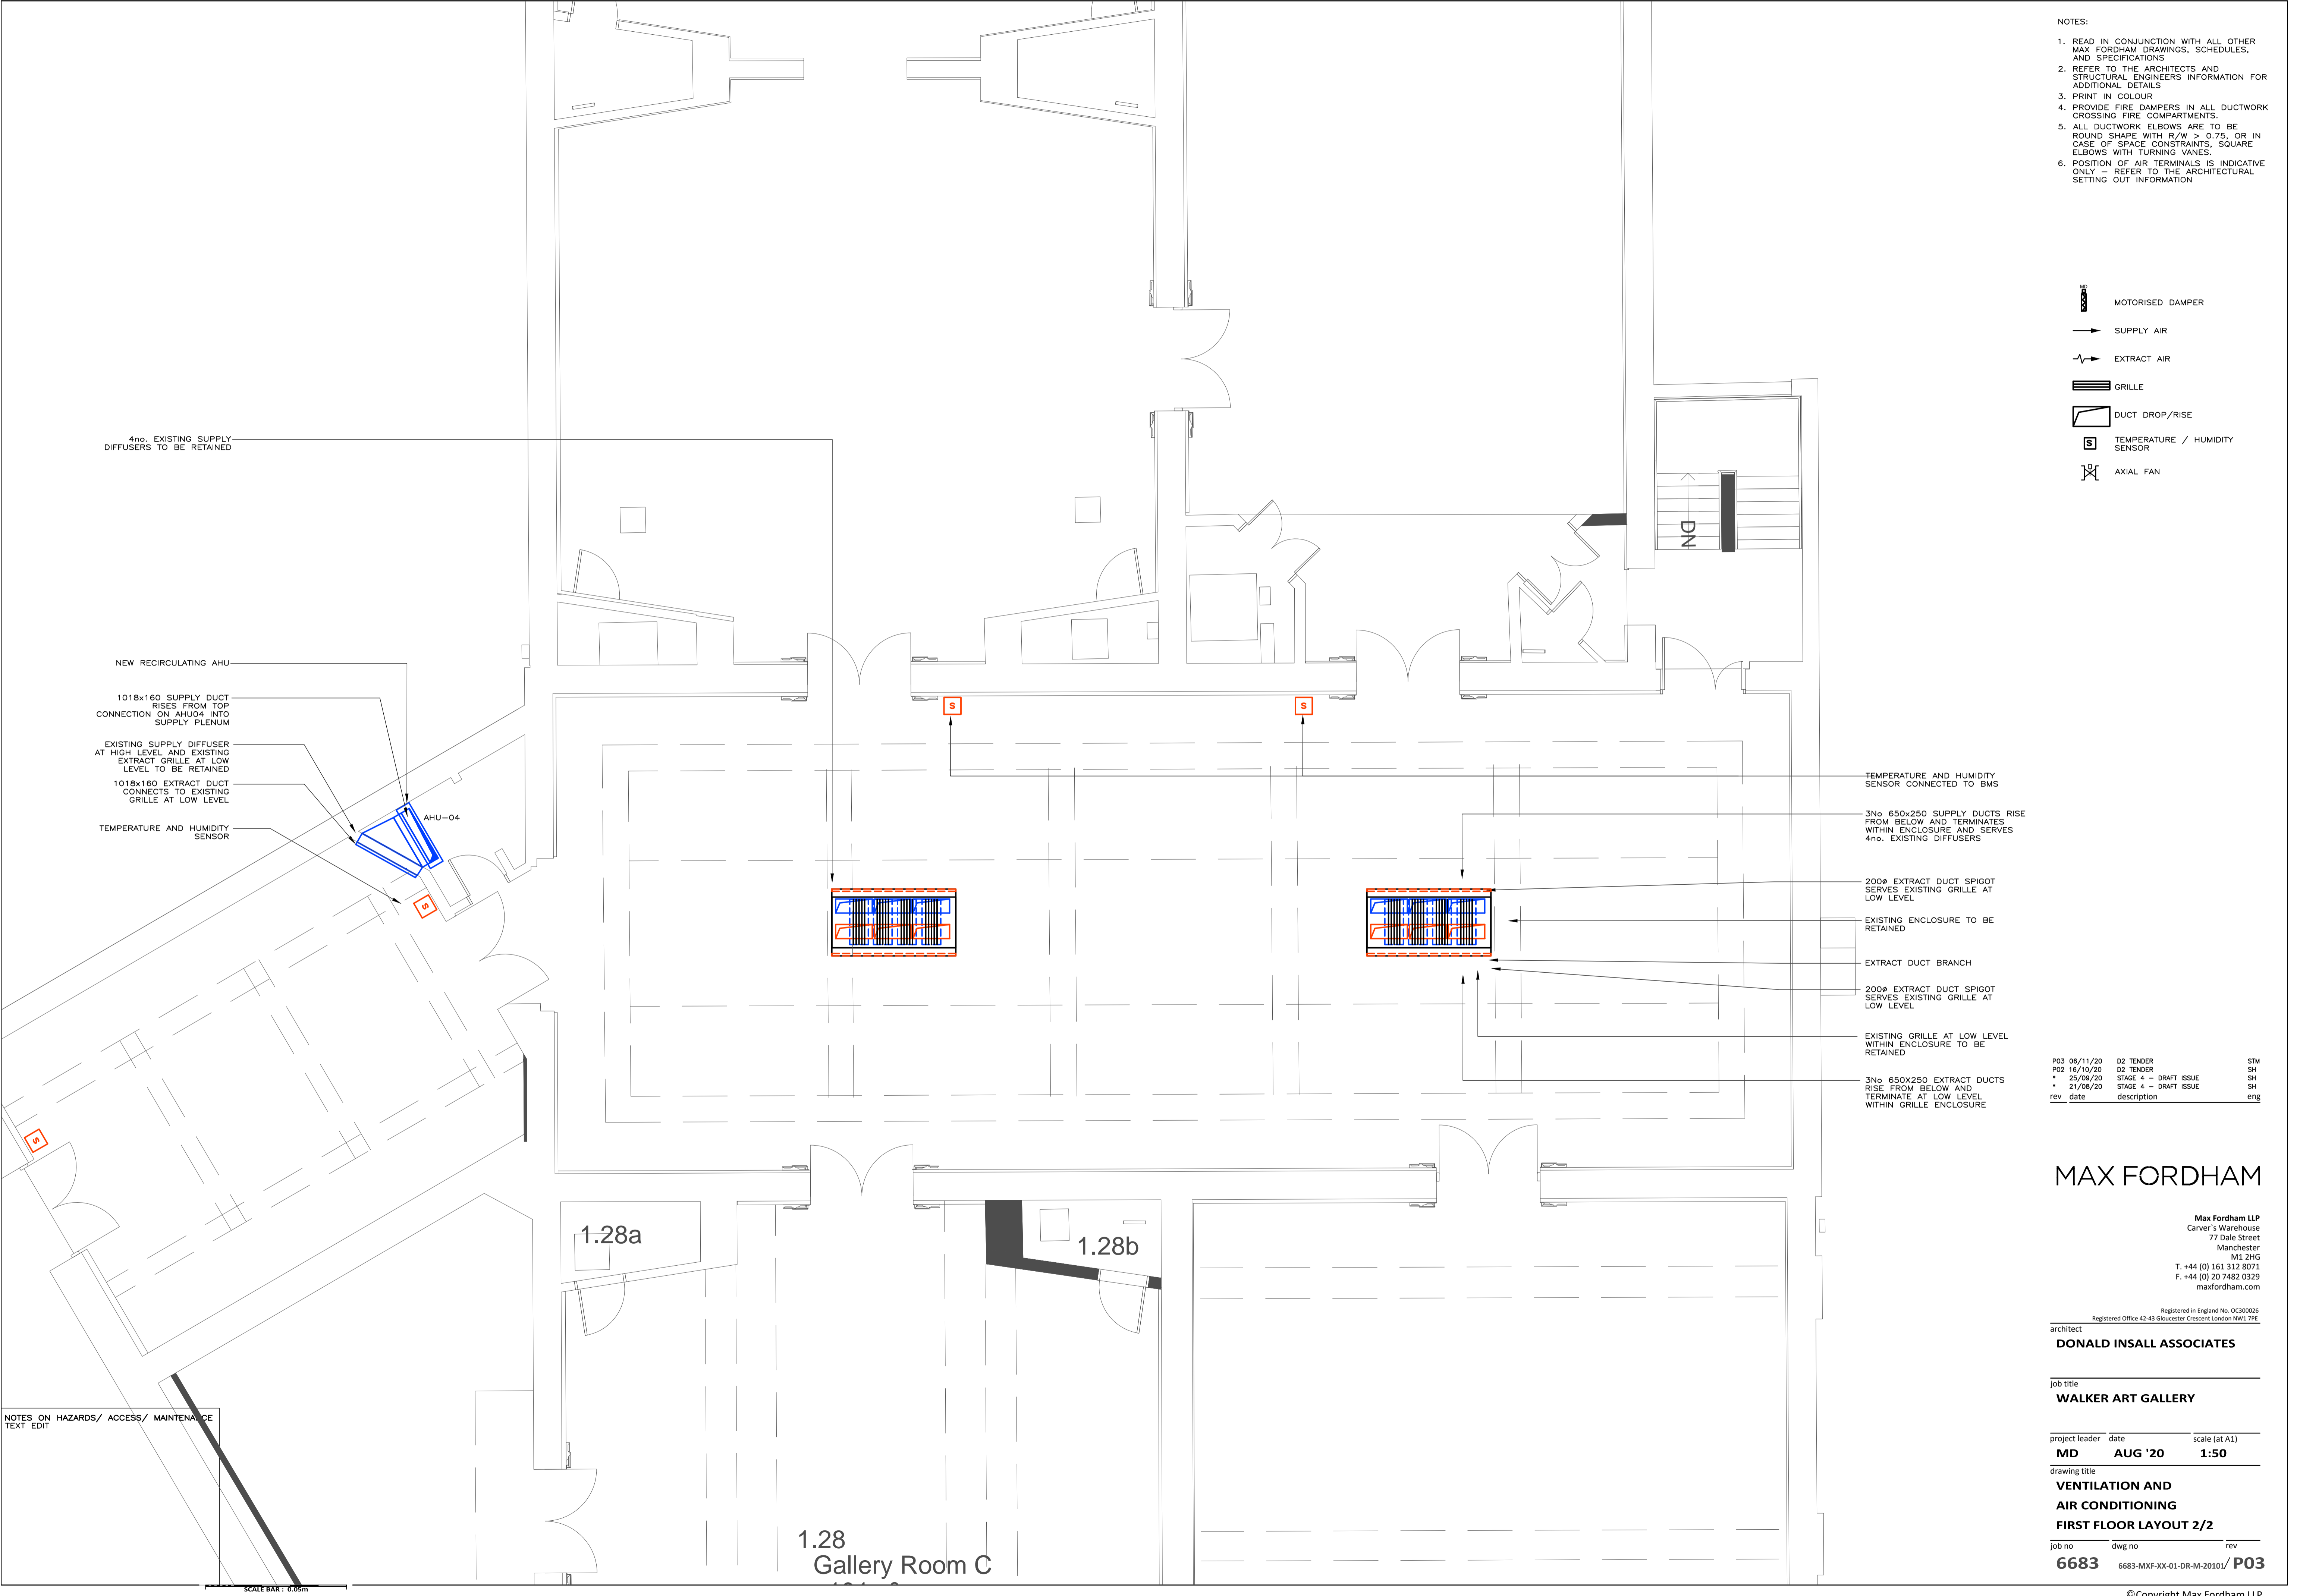 NOTES:
1. READ IN CONJUNCTION WITH ALL OTHER
MAX FORDHAM DRAWINGS, SCHEDULES,
AND SPECIFICATIONS
2. REFER TO THE ARCHITECTS AND
STRUCTURAL ENGINEERS INFORMATION FOR
ADDITIONAL DETAILS
3. PRINT IN COLOUR
4. PROVIDE FIRE DAMPERS IN ALL DUCTWORK
CROSSING FIRE COMPARTMENTS.
5. ALL DUCTWORK ELBOWS ARE TO BE
ROUND SHAPE WITH R/W > 0.75, OR IN
CASE OF SPACE CONSTRAINTS, SQUARE
ELBOWS WITH TURNING VANES.
6. POSITION OF AIR TERMINALS IS INDICATIVE
ONLY – REFER TO THE ARCHITECTURAL
SETTING OUT INFORMATION
MD
MOTORISED DAMPER
SUPPLY AIR
EXTRACT AIR
GRILLE
DUCT DROP/RISE
S
TEMPERATURE / HUMIDITY
SENSOR
AXIAL FAN
4no. EXISTING SUPPLY
DIFFUSERS TO BE RETAINED
DN
NEW RECIRCULATING AHU
1018x160 SUPPLY DUCT
RISES FROM TOP
CONNECTION ON AHU04 INTO
SUPPLY PLENUM
EXISTING SUPPLY DIFFUSER
AT HIGH LEVEL AND EXISTING
EXTRACT GRILLE AT LOW
LEVEL TO BE RETAINED
1018x160 EXTRACT DUCT
CONNECTS TO EXISTING
GRILLE AT LOW LEVEL
TEMPERATURE AND HUMIDITY
SENSOR
AHU–04
S
S
S
S
TEMPERATURE AND HUMIDITY
SENSOR CONNECTED TO BMS
3No 650x250 SUPPLY DUCTS RISE
FROM BELOW AND TERMINATES
WITHIN ENCLOSURE AND SERVES
4no. EXISTING DIFFUSERS
200ø EXTRACT DUCT SPIGOT
SERVES EXISTING GRILLE AT
LOW LEVEL
EXISTING ENCLOSURE TO BE
RETAINED
EXTRACT DUCT BRANCH
200ø EXTRACT DUCT SPIGOT
SERVES EXISTING GRILLE AT
LOW LEVEL
EXISTING GRILLE AT LOW LEVEL
WITHIN ENCLOSURE TO BE
RETAINED
3No 650X250 EXTRACT DUCTS
RISE FROM BELOW AND
TERMINATE AT LOW LEVEL
WITHIN GRILLE ENCLOSURE
1.28a
1.28b
1.28
Gallery Room C
NOTES ON HAZARDS/ ACCESS/ MAINTENANCE
TEXT EDIT
SCALE BAR : 0.05m
P03 06/11/20 D2 TENDER STM
P02 16/10/20 D2 TENDER SH
* 25/09/20 STAGE 4 – DRAFT ISSUE SH
* 21/08/20 STAGE 4 – DRAFT ISSUE SH
rev date description eng
MAX FORDHAM
Max Fordham LLP
Carver's Warehouse
77 Dale Street
Manchester
M1 2HG
T. +44 (0) 161 312 8071
F. +44 (0) 20 7482 0329
maxfordham.com
Registered in England No. OC300026
Registered Office 42-43 Gloucester Crescent London NW1 7PE
architect
DONALD INSALL ASSOCIATES
job title
WALKER ART GALLERY
project leader date scale (at A1)
MD AUG '20 1:50
drawing title
VENTILATION AND
AIR CONDITIONING
FIRST FLOOR LAYOUT 2/2
job no dwg no rev
6683 6683-MXF-XX-01-DR-M-20101/ P03
©Copyright Max Fordham LLP